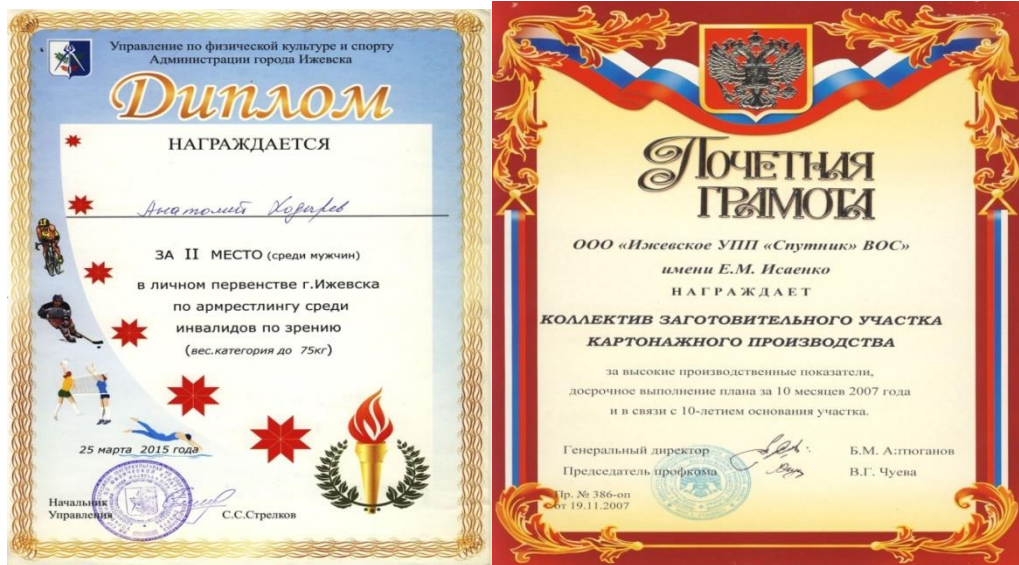 Управление по физической культуре и спорту
Администрации города Ижевска
Диплом
НАГРАЖДАЕТСЯ
Анатолий Ходырев
ЗА II МЕСТО (среди мужчин)
в личном первенстве г.Ижевска
по армрестлингу среди
инвалидов по зрению
(вес.категория до 75кг)
25 марта 2015 года
Начальник
Управления С.С.Стрелков
ПОЧЕТНАЯ
ГРАМОТА
ООО «Ижевское УПП «Спутник» ВОС»
имени Е.М. Исаенко
НАГРАЖДАЕТ
КОЛЛЕКТИВ ЗАГОТОВИТЕЛЬНОГО УЧАСТКА
КАРТОНАЖНОГО ПРОИЗВОДСТВА
за высокие производственные показатели,
досрочное выполнение плана за 10 месяцев 2007 года
и в связи с 10-летием основания участка.
Генеральный директор Б.М. Алтюганов
Председатель профкома В.Г. Чуева
Пр. № 386-оп
от 19.11.2007